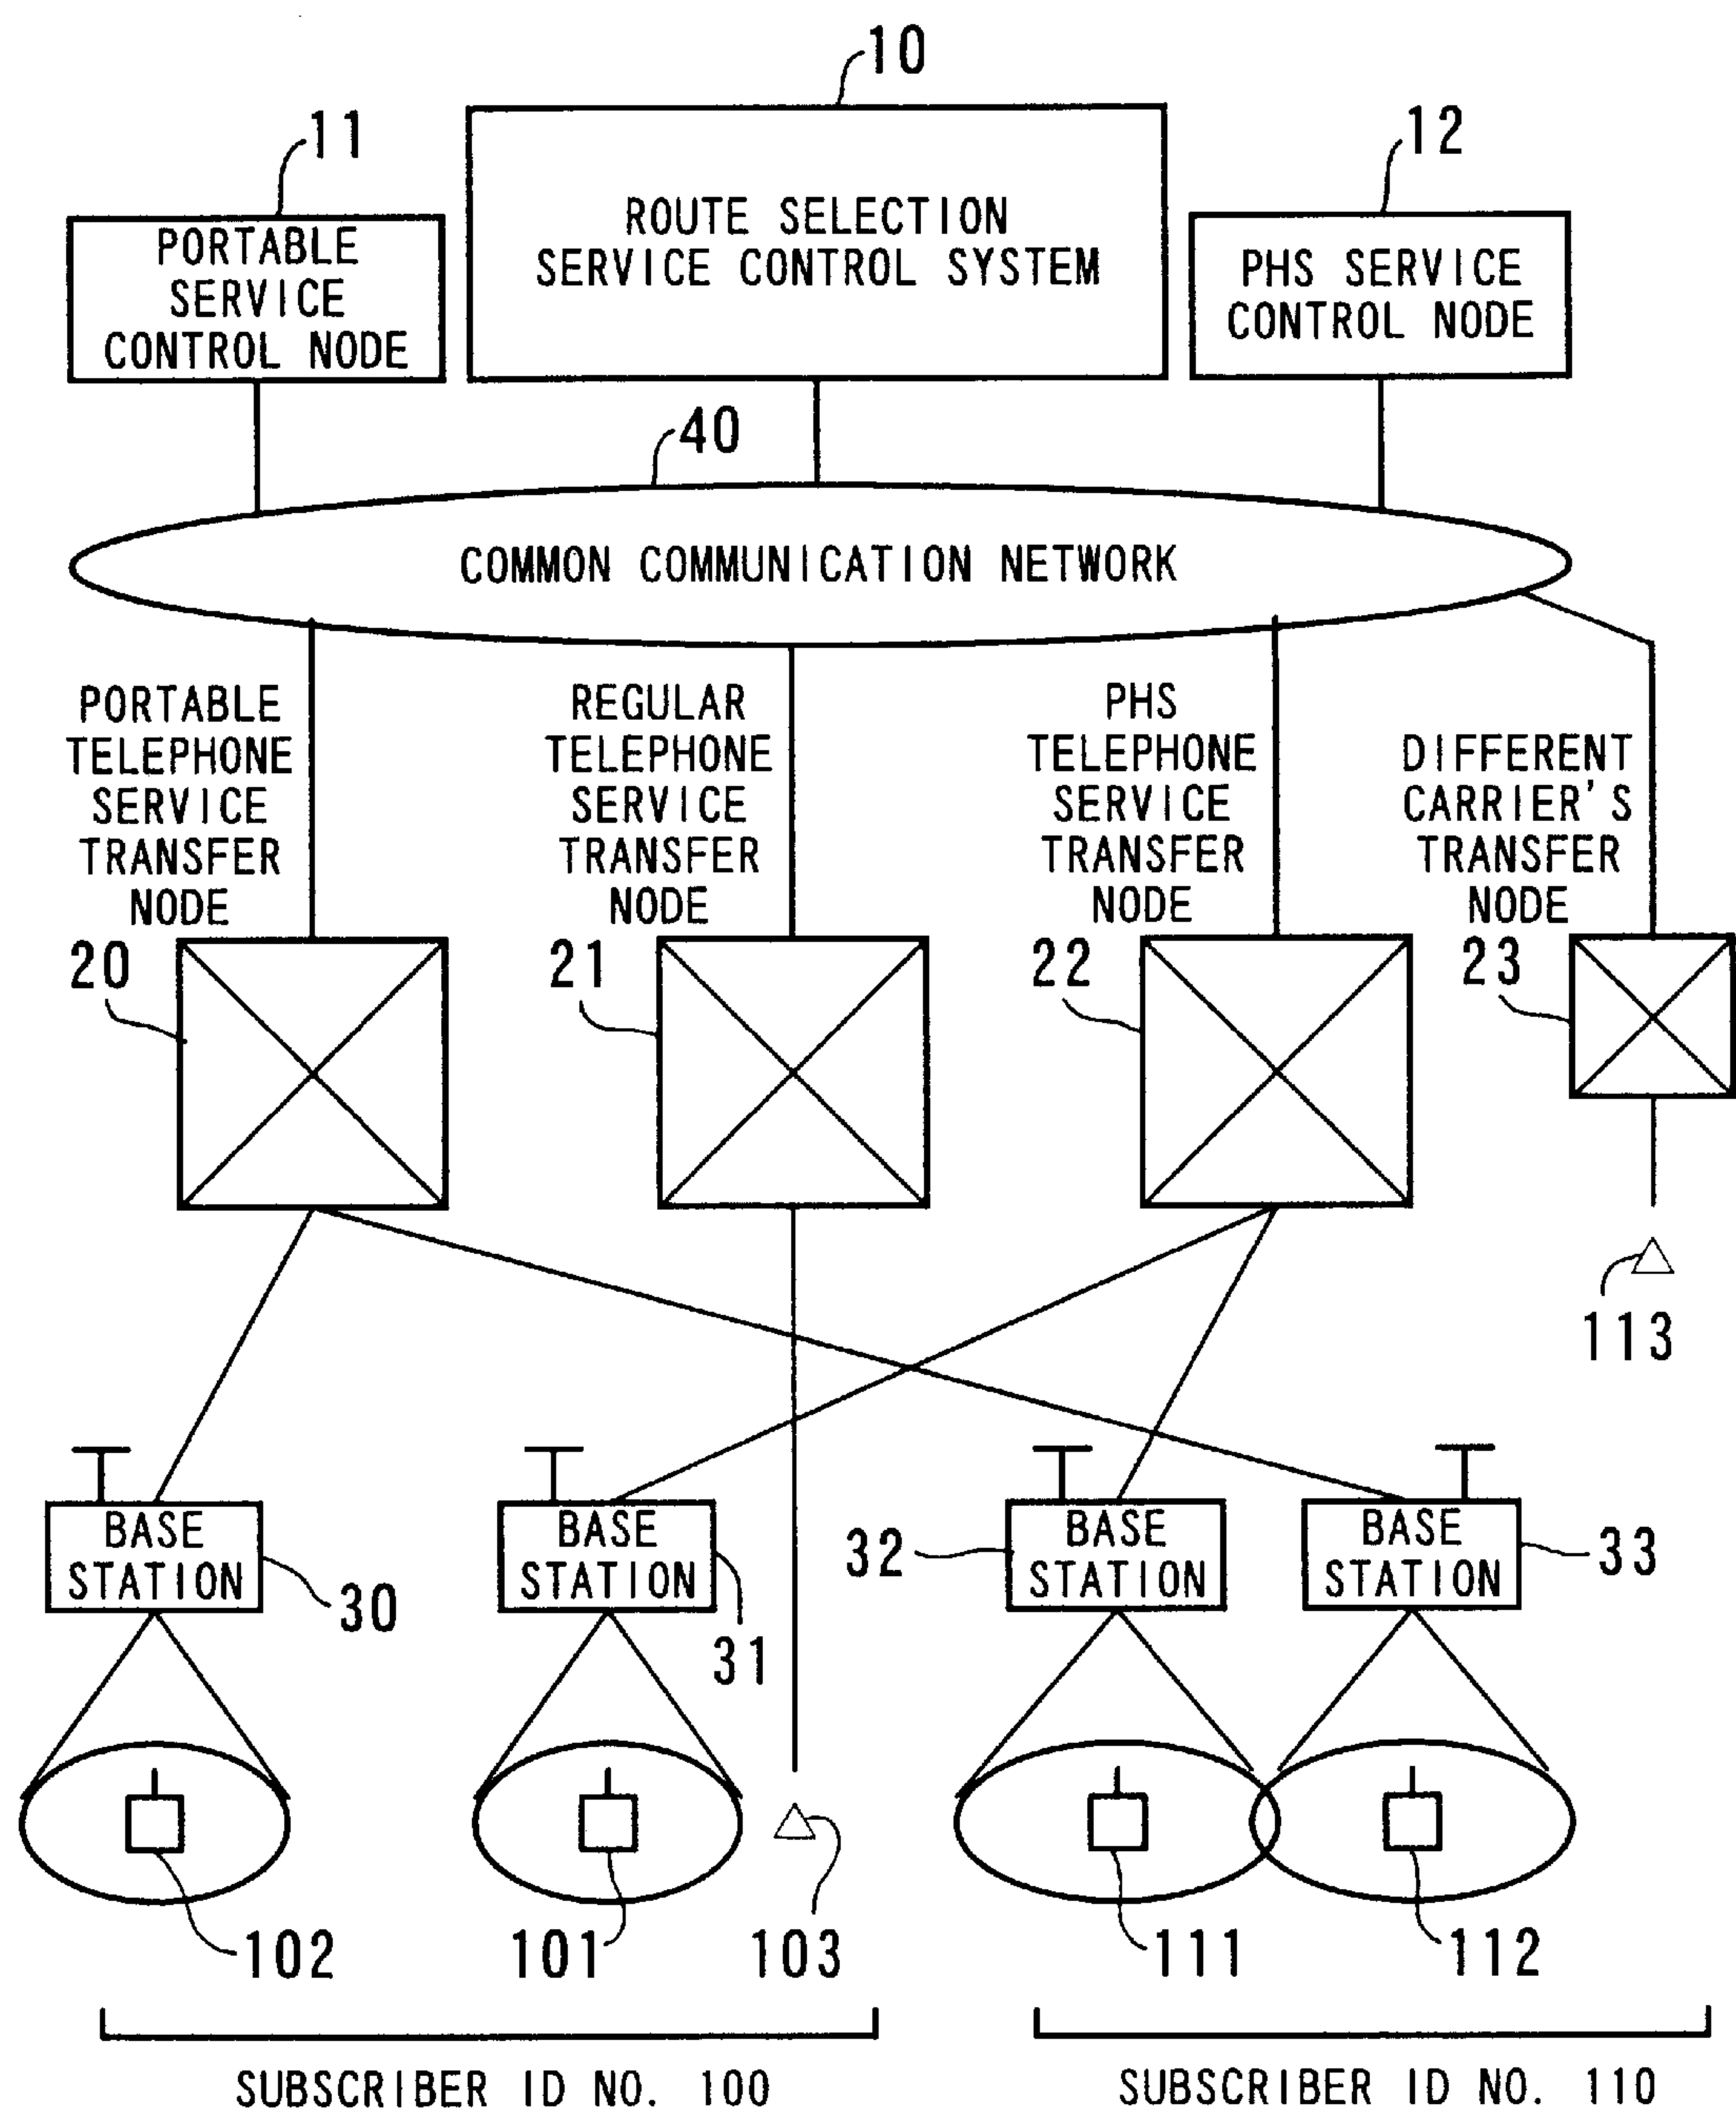 10
11
12
ROUTE SELECTION
SERVICE CONTROL SYSTEM
PORTABLE
SERVICE
CONTROL NODE
PHS SERVICE
CONTROL NODE
40
COMMON COMMUNICATION NETWORK
PORTABLE
TELEPHONE
SERVICE
TRANSFER
NODE
REGULAR
TELEPHONE
SERVICE
TRANSFER
NODE
PHS
TELEPHONE
SERVICE
TRANSFER
NODE
DIFFERENT
CARRIER'S
TRANSFER
NODE
20
21
22
23
113
BASE
STATION
30
BASE
STATION
31
32
BASE
STATION
BASE
STATION
33
102
101
103
111
112
SUBSCRIBER ID NO. 100
SUBSCRIBER ID NO. 110